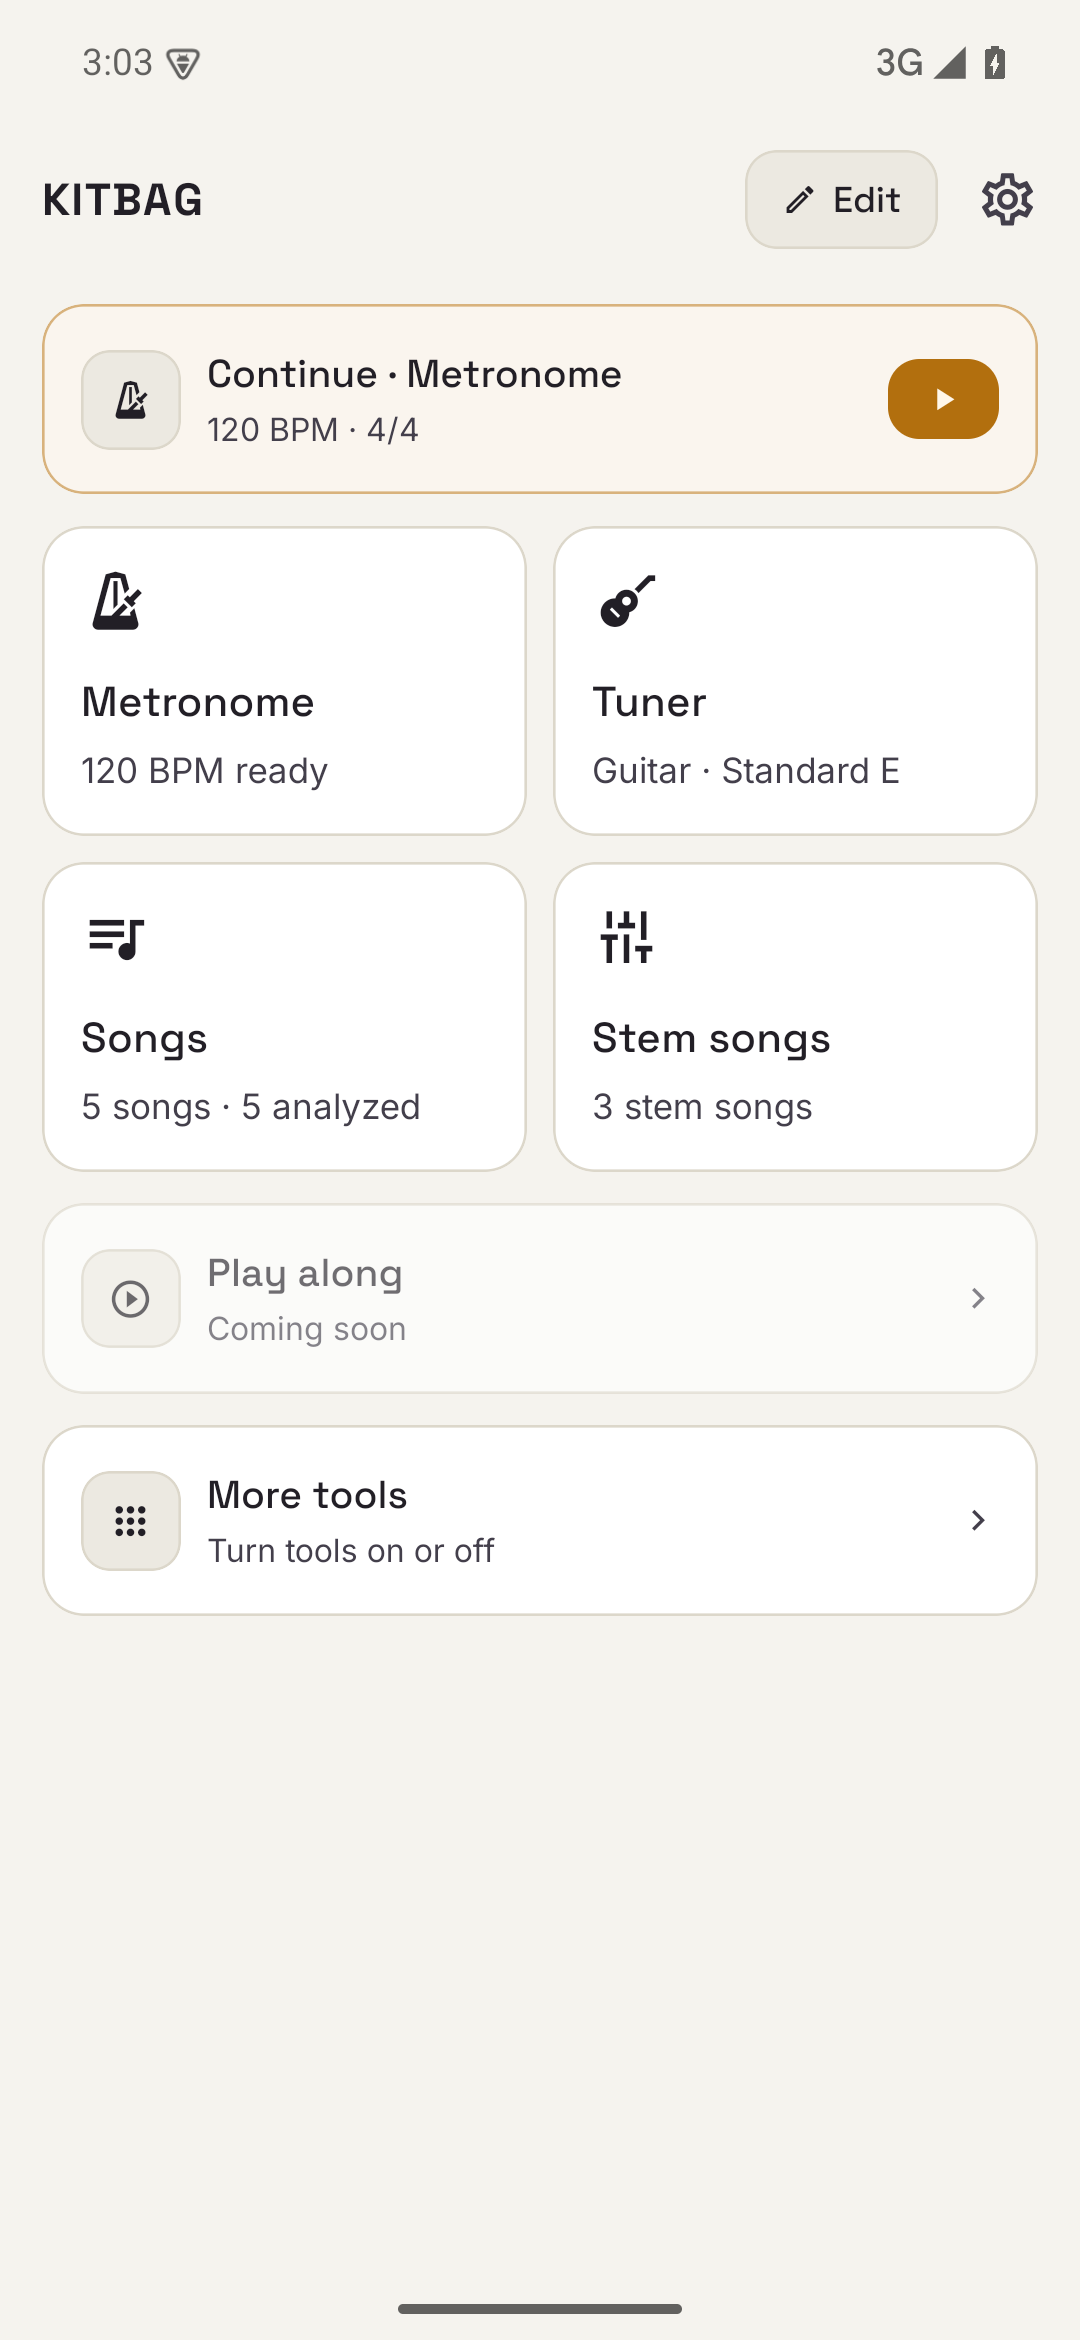 3:03
3G
KITBAG
Edit
Continue · Metronome
120 BPM · 4/4
Metronome
120 BPM ready
Tuner
Guitar · Standard E
Songs
5 songs · 5 analyzed
Stem songs
3 stem songs
Play along
Coming soon
More tools
Turn tools on or off